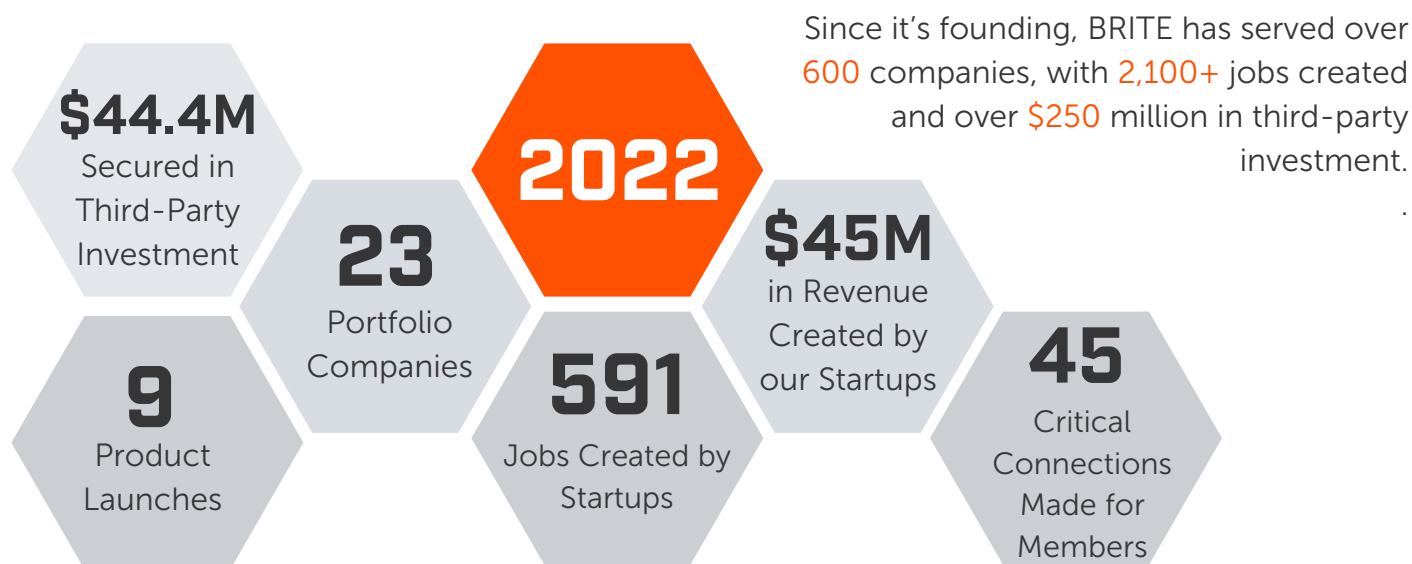 Since it's founding, BRITE has served over
600 companies, with 2,100+ jobs created
and over $250 million in third-party
investment.
.
$44.4M
Secured in
Third-Party
Investment
23
Portfolio
Companies
2022
$45M
in Revenue
Created by
our Startups
9
Product
Launches
591
Jobs Created by
Startups
45
Critical
Connections
Made for
Members